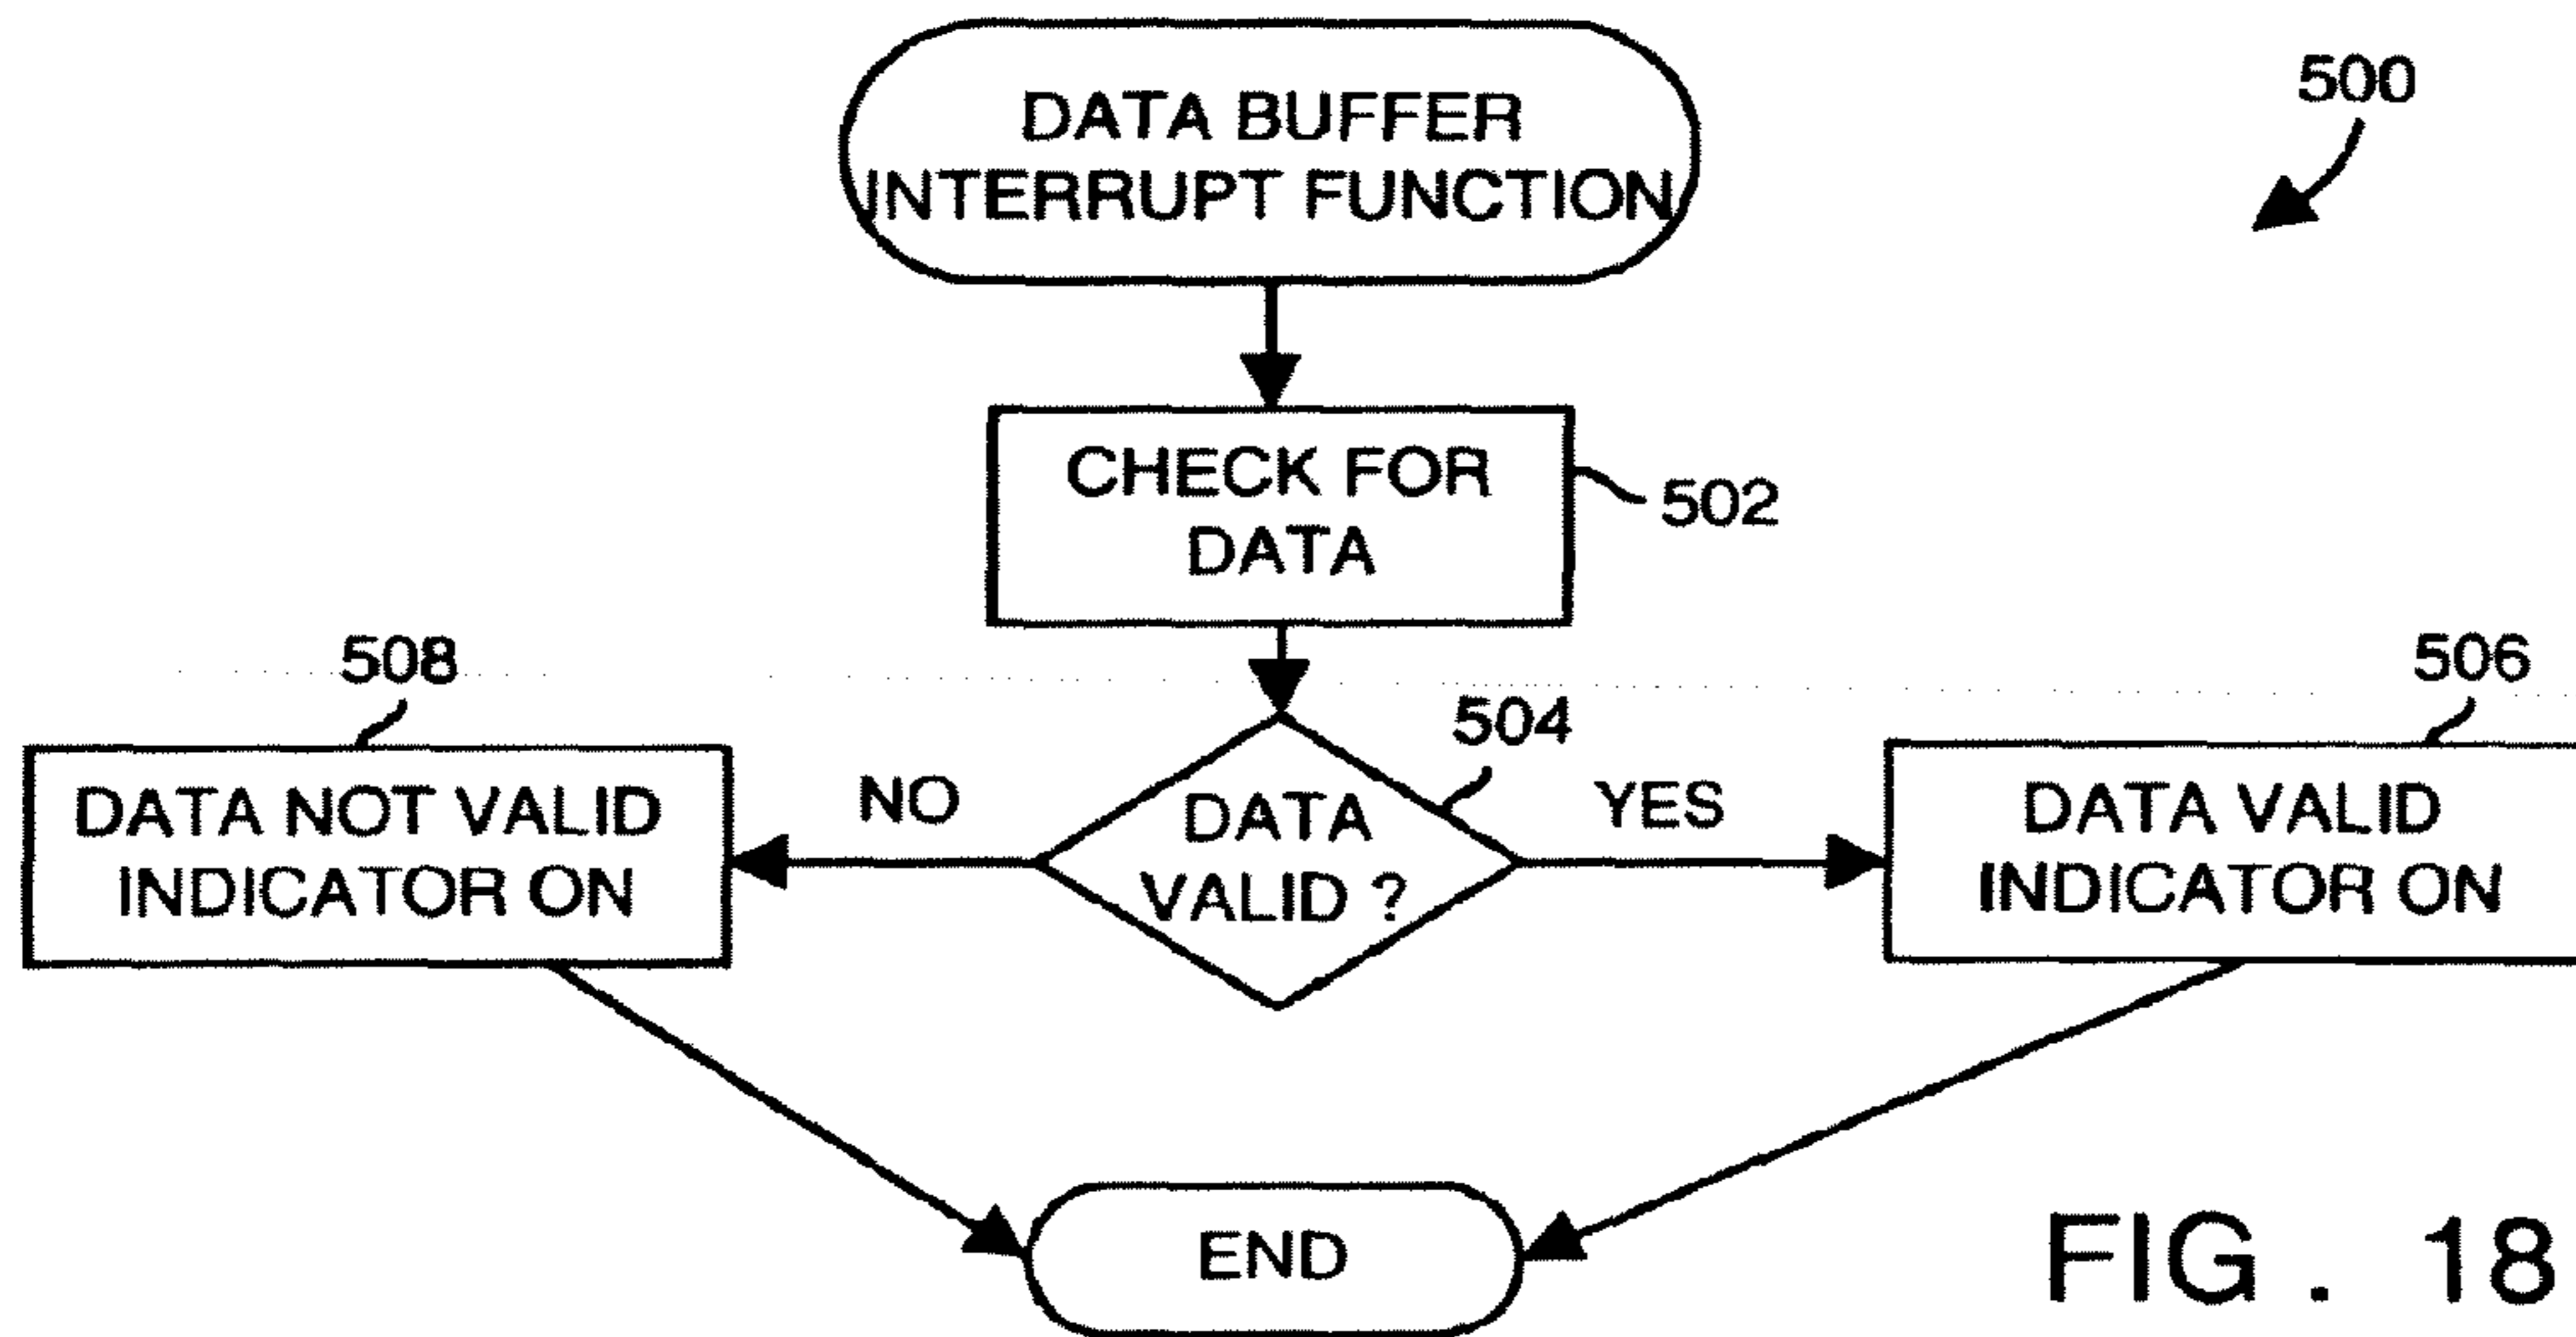 DATA BUFFER
INTERRUPT FUNCTION
500
CHECK FOR
DATA
502
508
504
506
DATA NOT VALID
INDICATOR ON
NO
DATA
VALID ?
YES
DATA VALID
INDICATOR ON
END
FIG . 18